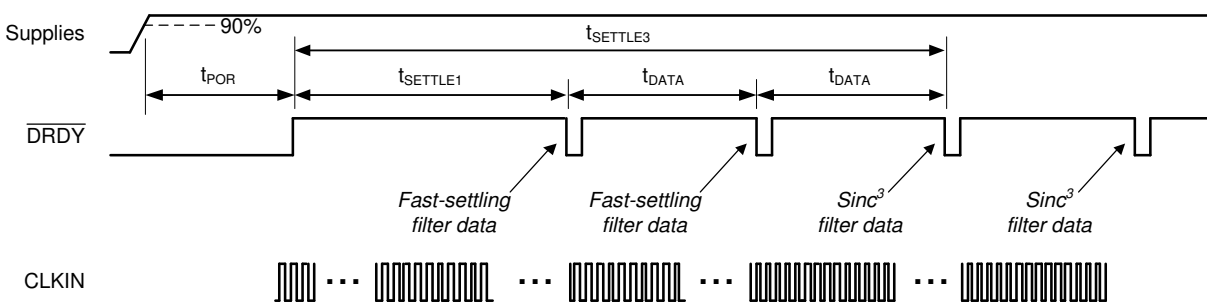 Supplies
90%
tSETTLE3
tPOR
tSETTLE1
tDATA
tDATA
DRDY
Fast-settling
filter data
Fast-settling
filter data
Sinc3
filter data
Sinc3
filter data
CLKIN